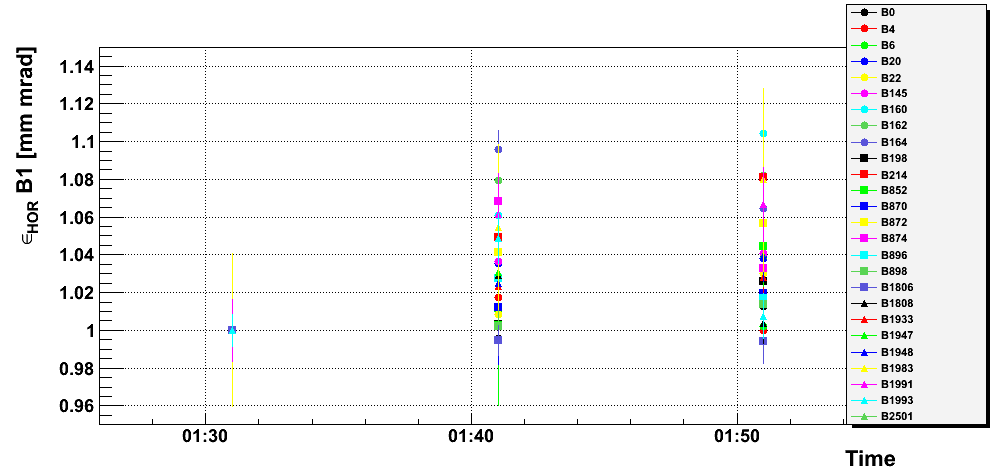 B0
B4
B6
B20
B22
B145
B160
B162
B164
B198
B214
B852
B870
B872
B874
B896
B898
B1806
B1808
B1933
B1947
B1948
B1983
B1991
B1993
B2501
ϵHOR B1 [mm mrad]
1.14
1.12
1.1
1.08
1.06
1.04
1.02
1
0.98
0.96
01:30 01:40 01:50
Time